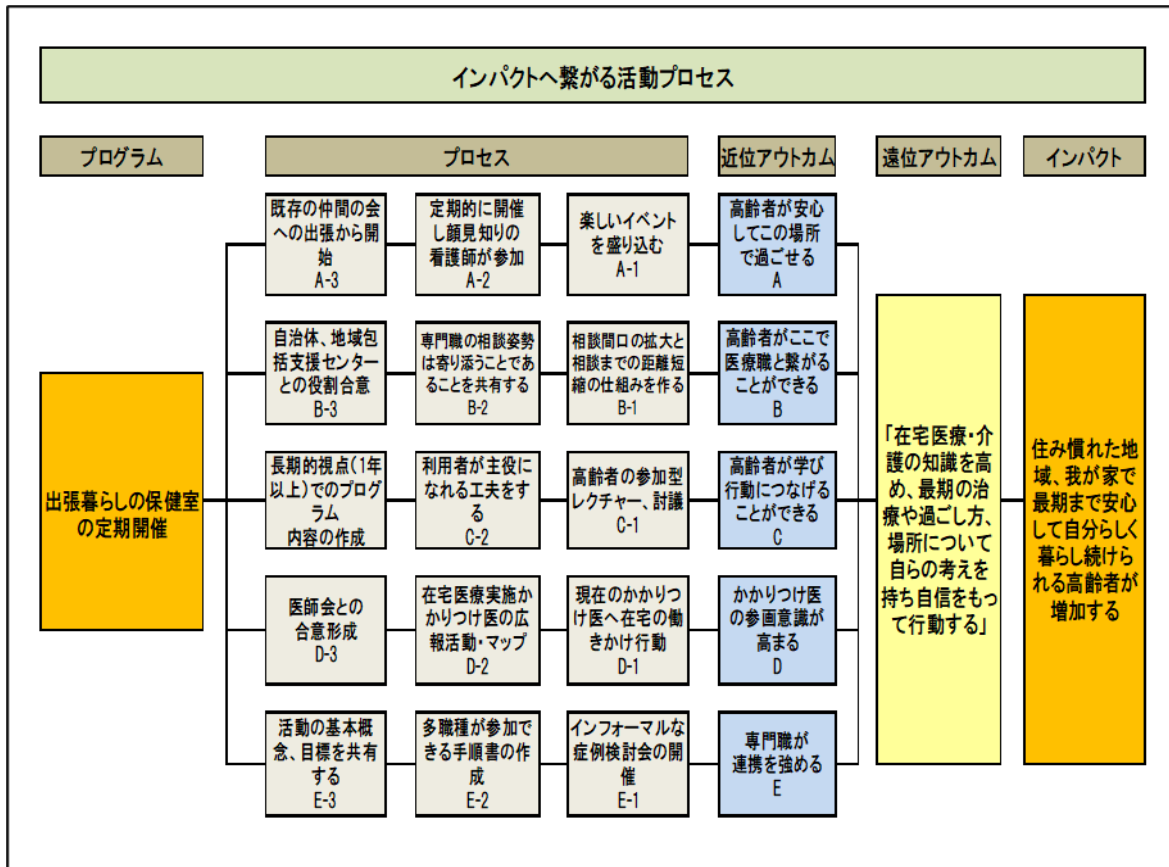 インパクトへ繋がる活動プロセス
プログラム
プロセス
近位アウトカム
遠位アウトカム
インパクト
出張暮らしの保健室
の定期開催
既存の仲間の会
への出張から開
始
A-3
定期的に開催
し顔見知りの
看護師が参加
A-2
楽しいイベント
を盛り込む
A-1
高齢者が安心
してこの場所
で過ごせる
A
自治体、地域包
括支援センター
との役割合意
B-3
専門職の相談姿勢
は寄り添うことであ
ることを共有する
B-2
相談間口の拡大と
相談までの距離短
縮の仕組みを作る
B-1
高齢者がここで
医療職と繋がる
ことができる
B
長期的視点(1年
以上)でのプログ
ラム
内容の作成
利用者が主役に
なれる工夫をす
る
C-2
高齢者の参加型
レクチャー、討議
C-1
高齢者が学び
行動につなげる
ことができる
C
医師会との
合意形成
D-3
在宅医療実施か
かりつけ医の広
報活動・マップ
D-2
現在のかかりつ
け医へ在宅の働
きかけ行動
D-1
かかりつけ医
の参画意識が
高まる
D
活動の基本概
念、目標を共有
する
E-3
多職種が参加で
きる手順書の作
成
E-2
インフォーマルな
症例検討会の開
催
E-1
専門職が
連携を強める
E
「在宅医療・介
護の知識を高
め、最期の治
療や過ごし方、
場所について
自らの考えを
持ち自信をもっ
て行動する」
住み慣れた地
域、我が家で
最期まで安心
して自分らしく
暮らし続けら
れる高齢者が
増加する